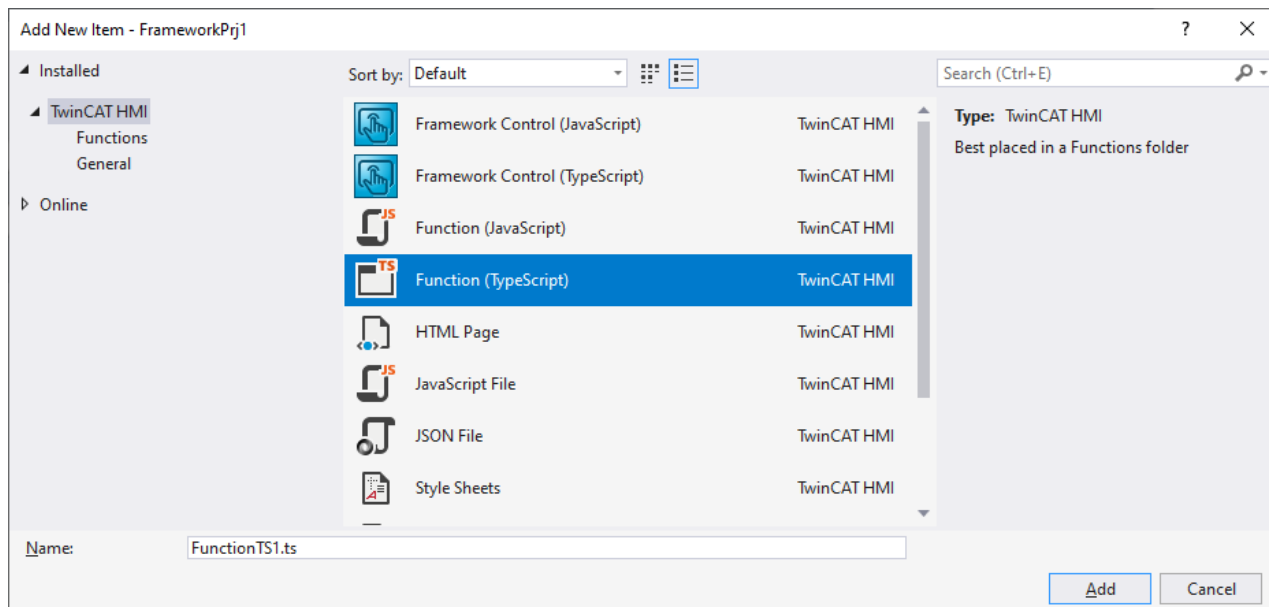 Add New Item - FrameworkPrj1
?
Installed
TwinCAT HMI
Functions
General
Online
Sort by: Default
Search (Ctrl+E)
Framework Control (JavaScript) TwinCAT HMI
Framework Control (TypeScript) TwinCAT HMI
JS
Function (JavaScript) TwinCAT HMI
TS
Function (TypeScript) TwinCAT HMI
HTML Page TwinCAT HMI
JS
JavaScript File TwinCAT HMI
JSON File TwinCAT HMI
A
Style Sheets TwinCAT HMI
Type: TwinCAT HMI
Best placed in a Functions folder
Name: FunctionTS1.ts
Add Cancel